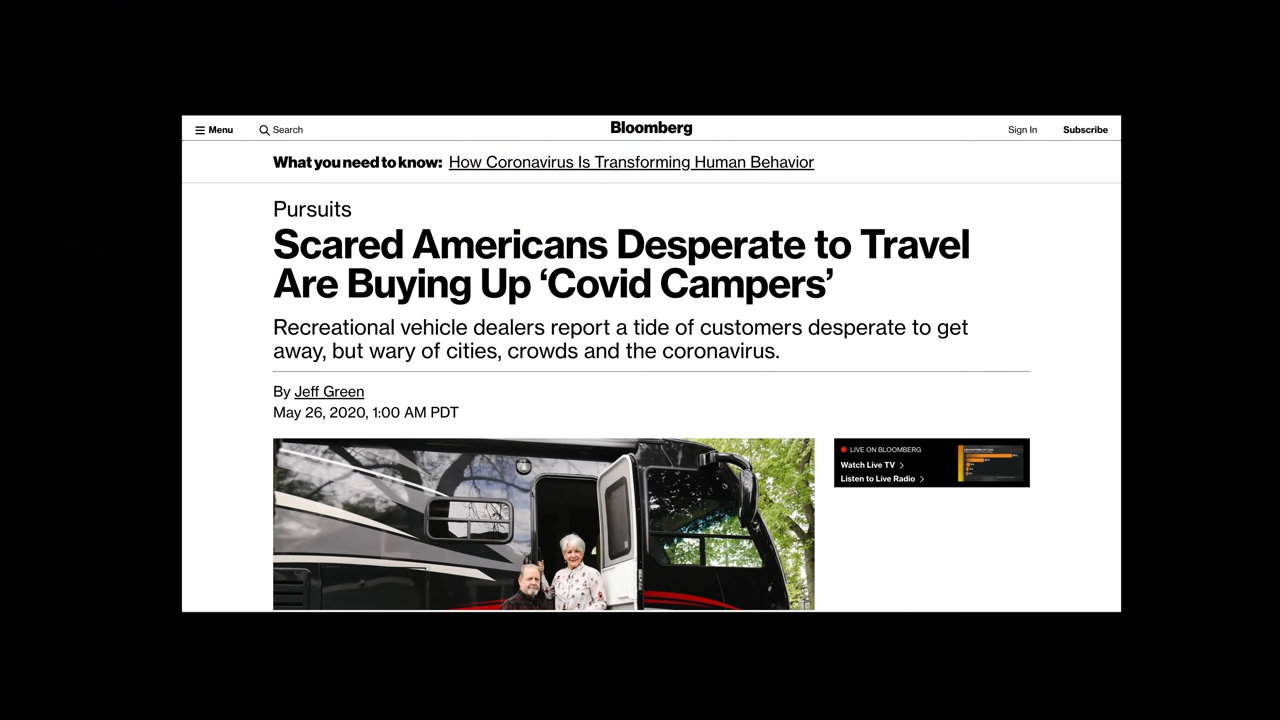 Menu
Search
Bloomberg
Sign In
Subscribe
What you need to know: How Coronavirus Is Transforming Human Behavior
Pursuits
Scared Americans Desperate to Travel
Are Buying Up ‘Covid Campers’
Recreational vehicle dealers report a tide of customers desperate to get
away, but wary of cities, crowds and the coronavirus.
By Jeff Green
May 26, 2020, 1:00 AM PDT
LIVE ON BLOOMBERG
Watch Live TV
Listen to Live Radio